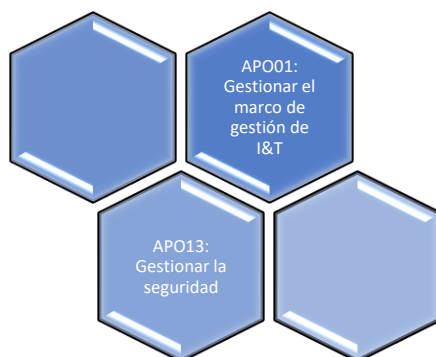 APO01:
Gestionar el
marco de
gestión de
I&T
APO13:
Gestionar la
seguridad